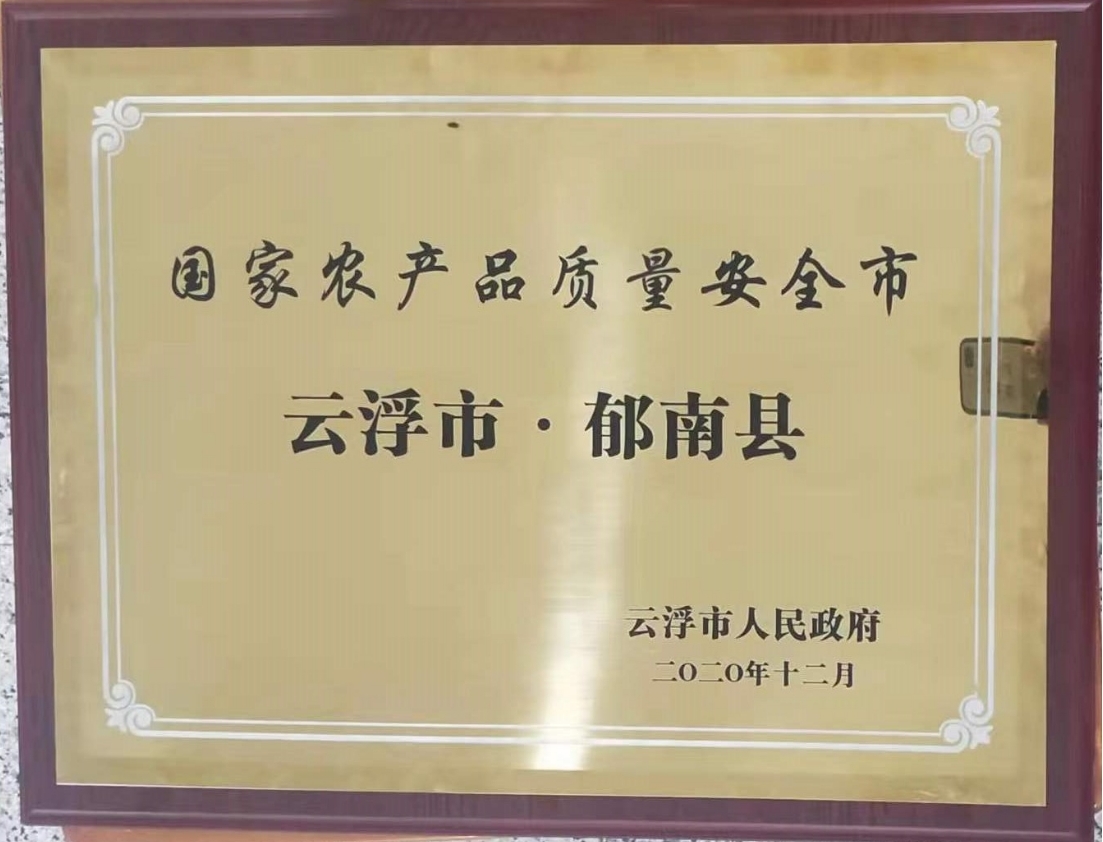 国家农产品质量安全市
云浮市·郁南县
云浮市人民政府
二〇二〇年十二月